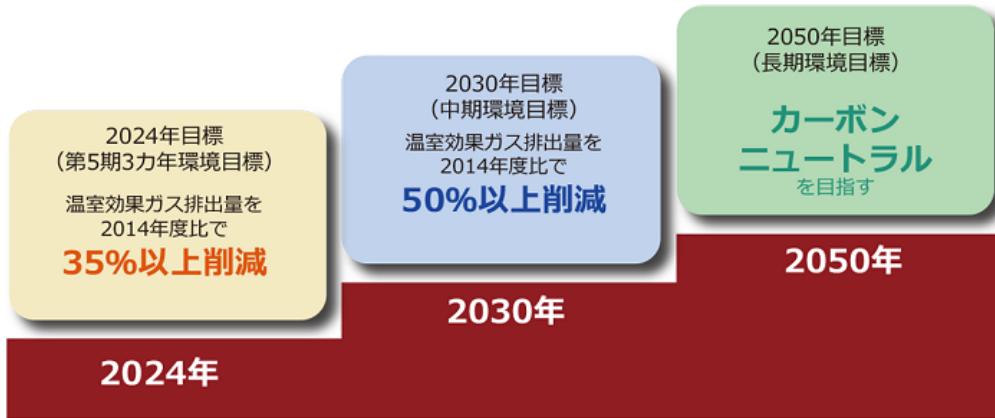 2024年目標
(第5期3カ年環境目標)
温室効果ガス排出量を
2014年度比で
35%以上削減
2024年
2030年目標
(中期環境目標)
温室効果ガス排出量を
2014年度比で
50%以上削減
2030年
2050年目標
(長期環境目標)
カーボン
ニュートラル
を目指す
2050年